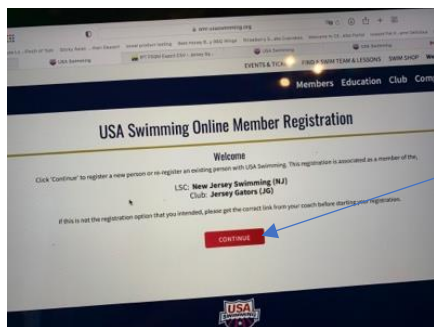 www.usaswimming.org
USA Swimming
USA Swimming
USA Swimming
EVENTS & TICKETS FIND A SWIM TEAM & LESSONS SWIM SHOP
Members Education Club
USA Swimming Online Member Registration
Welcome
Click 'Continue' to register a new person or re-register an existing person with USA Swimming. This registration is associated as a member of the,
LSC: New Jersey Swimming (NJ)
Club: Jersey Gators (JG)
If this is not the registration option that you intended, please get the correct link from your coach before starting your registration.
CONTINUE
USA
SWIMMING